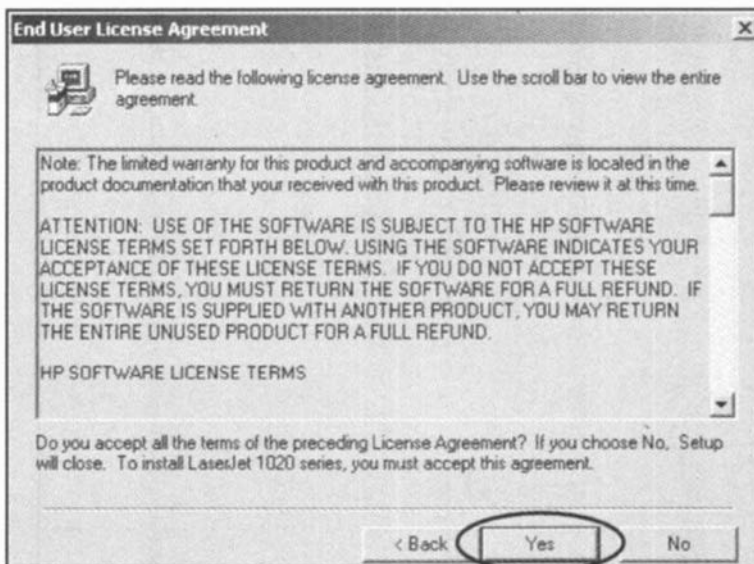 End User License Agreement
Please read the following license agreement. Use the scroll bar to view the entire
agreement.
Note: The limited warranty for this product and accompanying software is located in the
product documentation that your received with this product. Please review it at this time.
ATTENTION: USE OF THE SOFTWARE IS SUBJECT TO THE HP SOFTWARE
LICENSE TERMS SET FORTH BELOW. USING THE SOFTWARE INDICATES YOUR
ACCEPTANCE OF THESE LICENSE TERMS. IF YOU DO NOT ACCEPT THESE
LICENSE TERMS, YOU MUST RETURN THE SOFTWARE FOR A FULL REFUND. IF
THE SOFTWARE IS SUPPLIED WITH ANOTHER PRODUCT, YOU MAY RETURN
THE ENTIRE UNUSED PRODUCT FOR A FULL REFUND.
HP SOFTWARE LICENSE TERMS
Do you accept all the terms of the preceding License Agreement? If you choose No, Setup
will close. To install LaserJet 1020 series, you must accept this agreement.
< Back Yes No